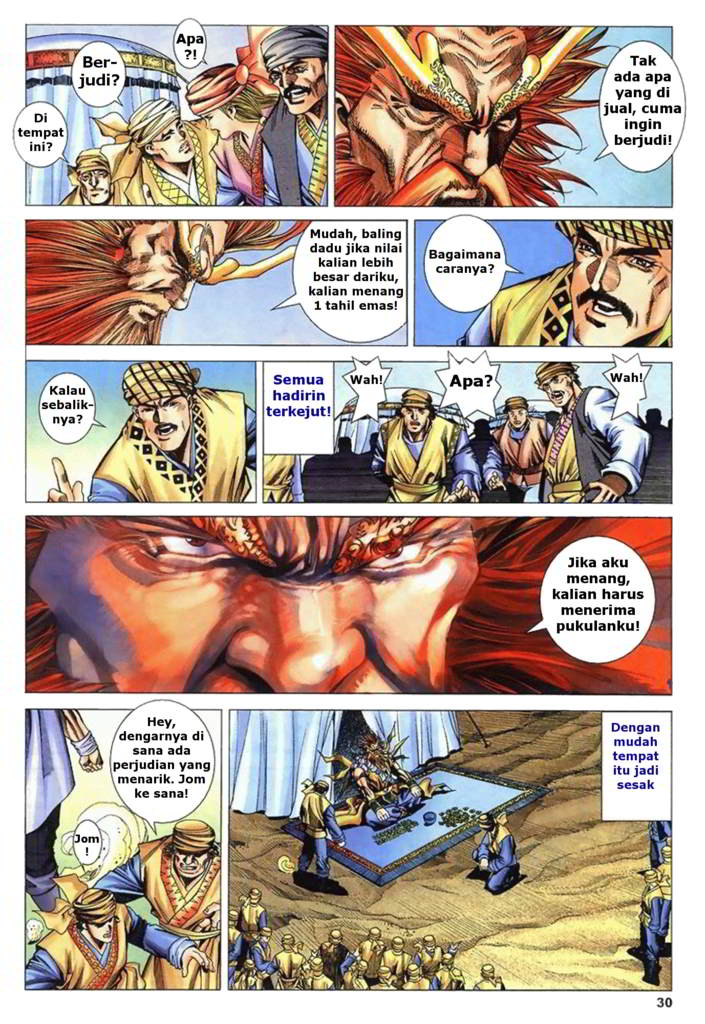 Di
tempat
ini?
Ber-
judi?
Apa
?!
Tak
ada apa
yang di
jual, cuma
ingin
berjudi!
Mudah, baling
dadu jika nilai
kalian lebih
besar dariku,
kalian menang
1 tahil emas!
Bagaimana
caranya?
Kalau
sebalik-
nya?
Semua
hadirin
terkejut!
Wah!
Apa?
Wah!
Jika aku
menang,
kalian harus
menerima
pukulanku!
Hey,
dengarnya di
sana ada
perjudian yang
menarik. Jom
ke sana!
Jom
!
Dengan
mudah
tempat
itu jadi
sesak
30